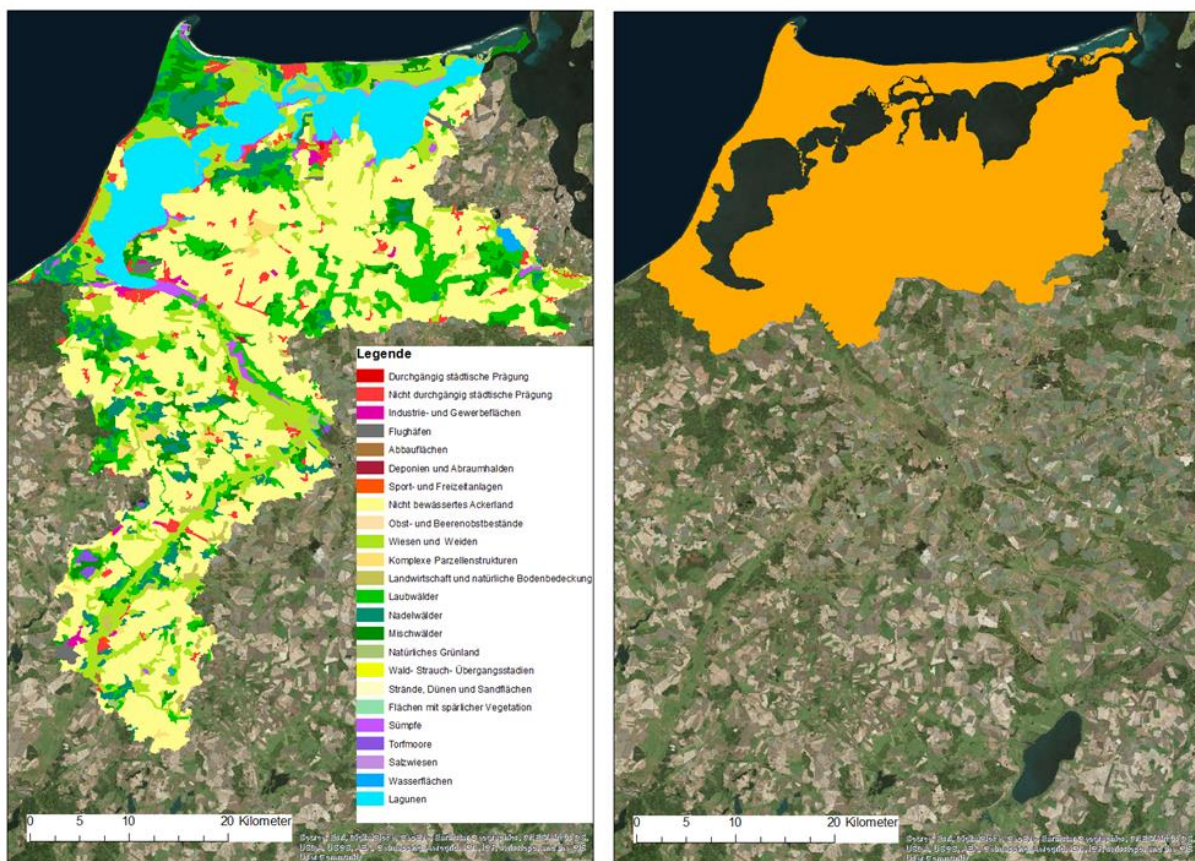 Legende
Durchgängig städtische Prägung
Nicht durchgängig städtische Prägung
Industrie- und Gewerbeflächen
Flughäfen
Abbauflächen
Deponien und Abraumhalden
Sport- und Freizeitanlagen
Nicht bewässertes Ackerland
Obst- und Beerenobstbestände
Wiesen und Weiden
Komplexe Parzellenstrukturen
Landwirtschaft und natürliche Bodenbedeckung
Laubwälder
Nadelwälder
Mischwälder
Natürliches Grünland
Wald- Strauch- Übergangsstadien
Strände, Dünen und Sandflächen
Flächen mit spärlicher Vegetation
Sümpfe
Torfmoore
Salzwiesen
Wasserflächen
Lagunen
0 5 10 20 Kilometer
0 5 10 20 Kilometer